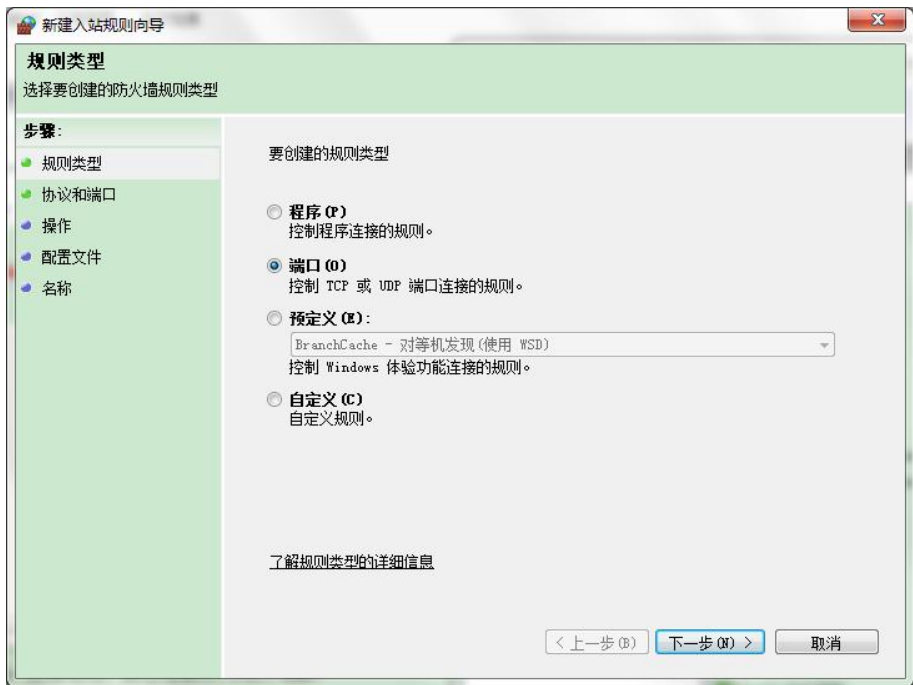 新建入站规则向导
规则类型
选择要创建的防火墙规则类型
步骤:
规则类型
协议和端口
操作
配置文件
名称
要创建的规则类型
程序(P)
控制程序连接的规则。
端口(O)
控制 TCP 或 UDP 端口连接的规则。
预定义(E):
BranchCache - 对等机发现(使用 WSD)
控制 Windows 体验功能连接的规则。
自定义(C)
自定义规则。
了解规则类型的详细信息
< 上一步(B) 下一步(N) > 取消